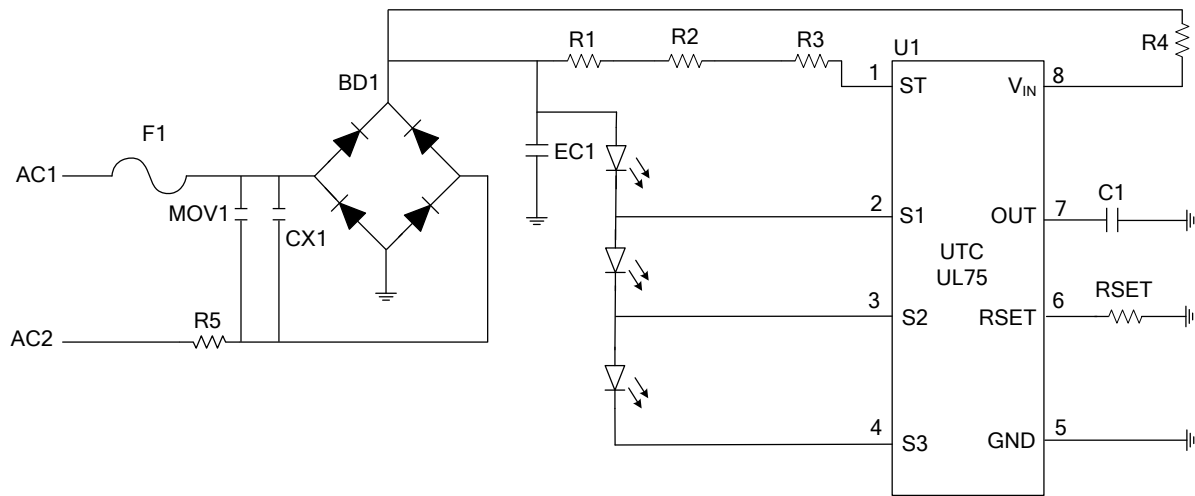 R1
R2
R3
U1
R4
1
ST
VIN
8
BD1
F1
EC1
AC1
MOV1
CX1
2
S1
OUT
7
C1
UTC
UL75
3
S2
RSET
6
RSET
R5
AC2
4
S3
GND
5